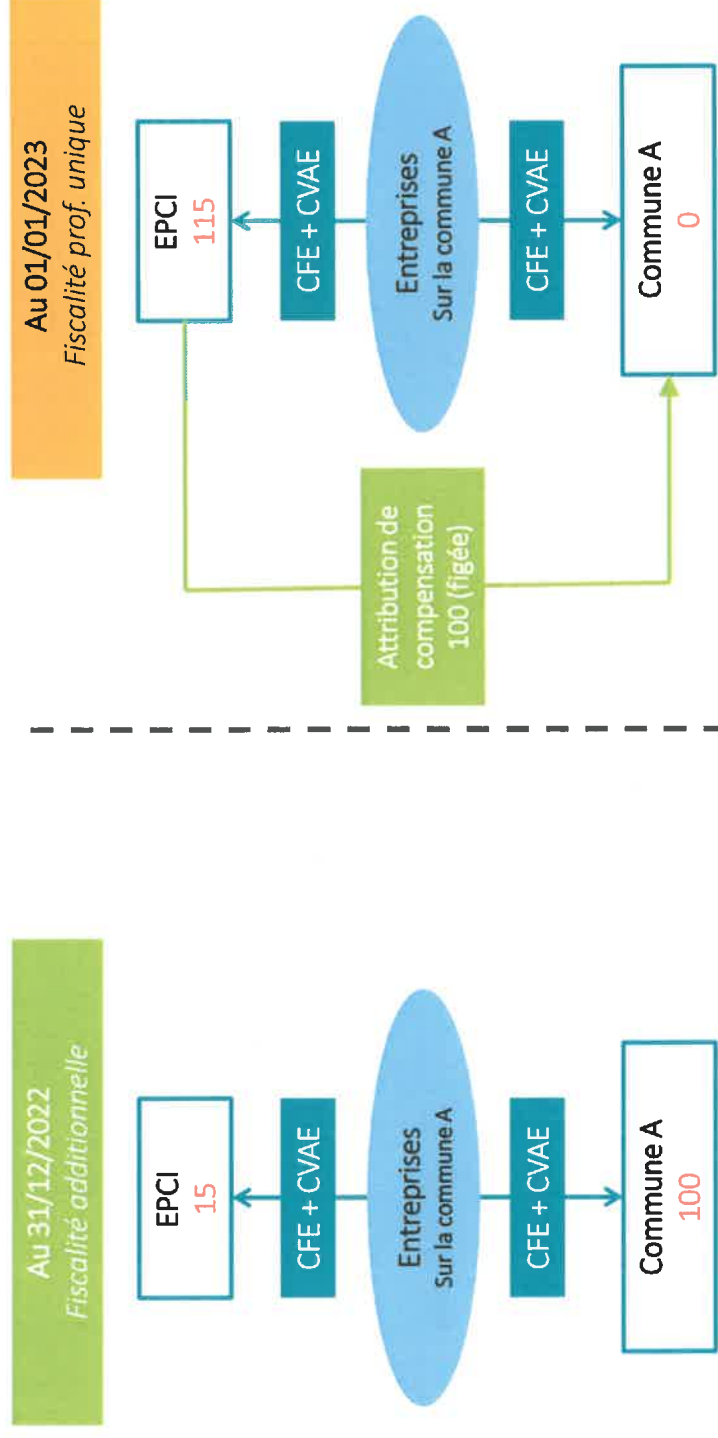 Au 31/12/2022
Fiscalité additionnelle
EPCI
15
CFE + CVAE
Entreprises
Sur la commune A
CFE + CVAE
Commune A
100
Au 01/01/2023
Fiscalité prof. unique
EPCI
115
CFE + CVAE
Entreprises
Sur la commune A
CFE + CVAE
Commune A
0
Attribution de
compensation
100 (figée)